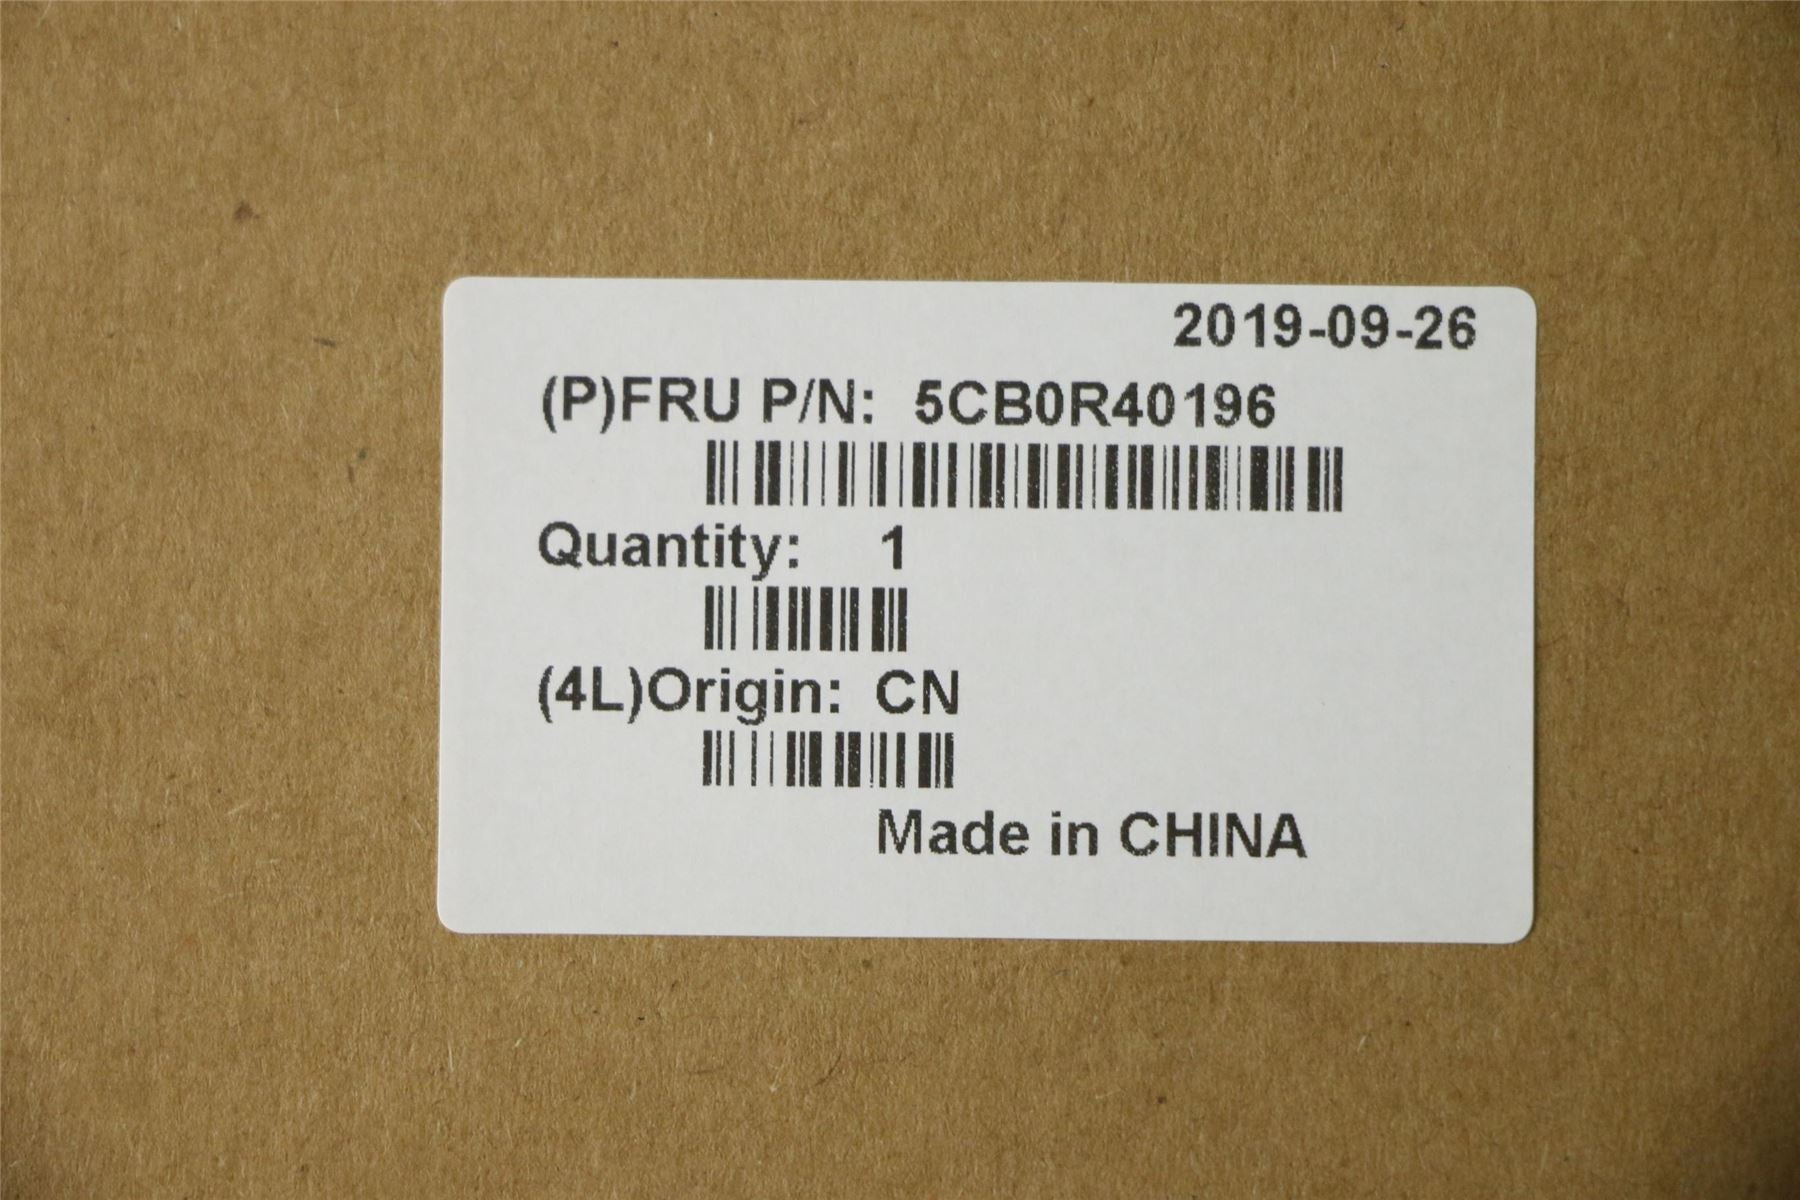 2019-09-26
(P)FRU P/N: 5CB0R40196
Quantity: 1
(4L)Origin: CN
Made in CHINA